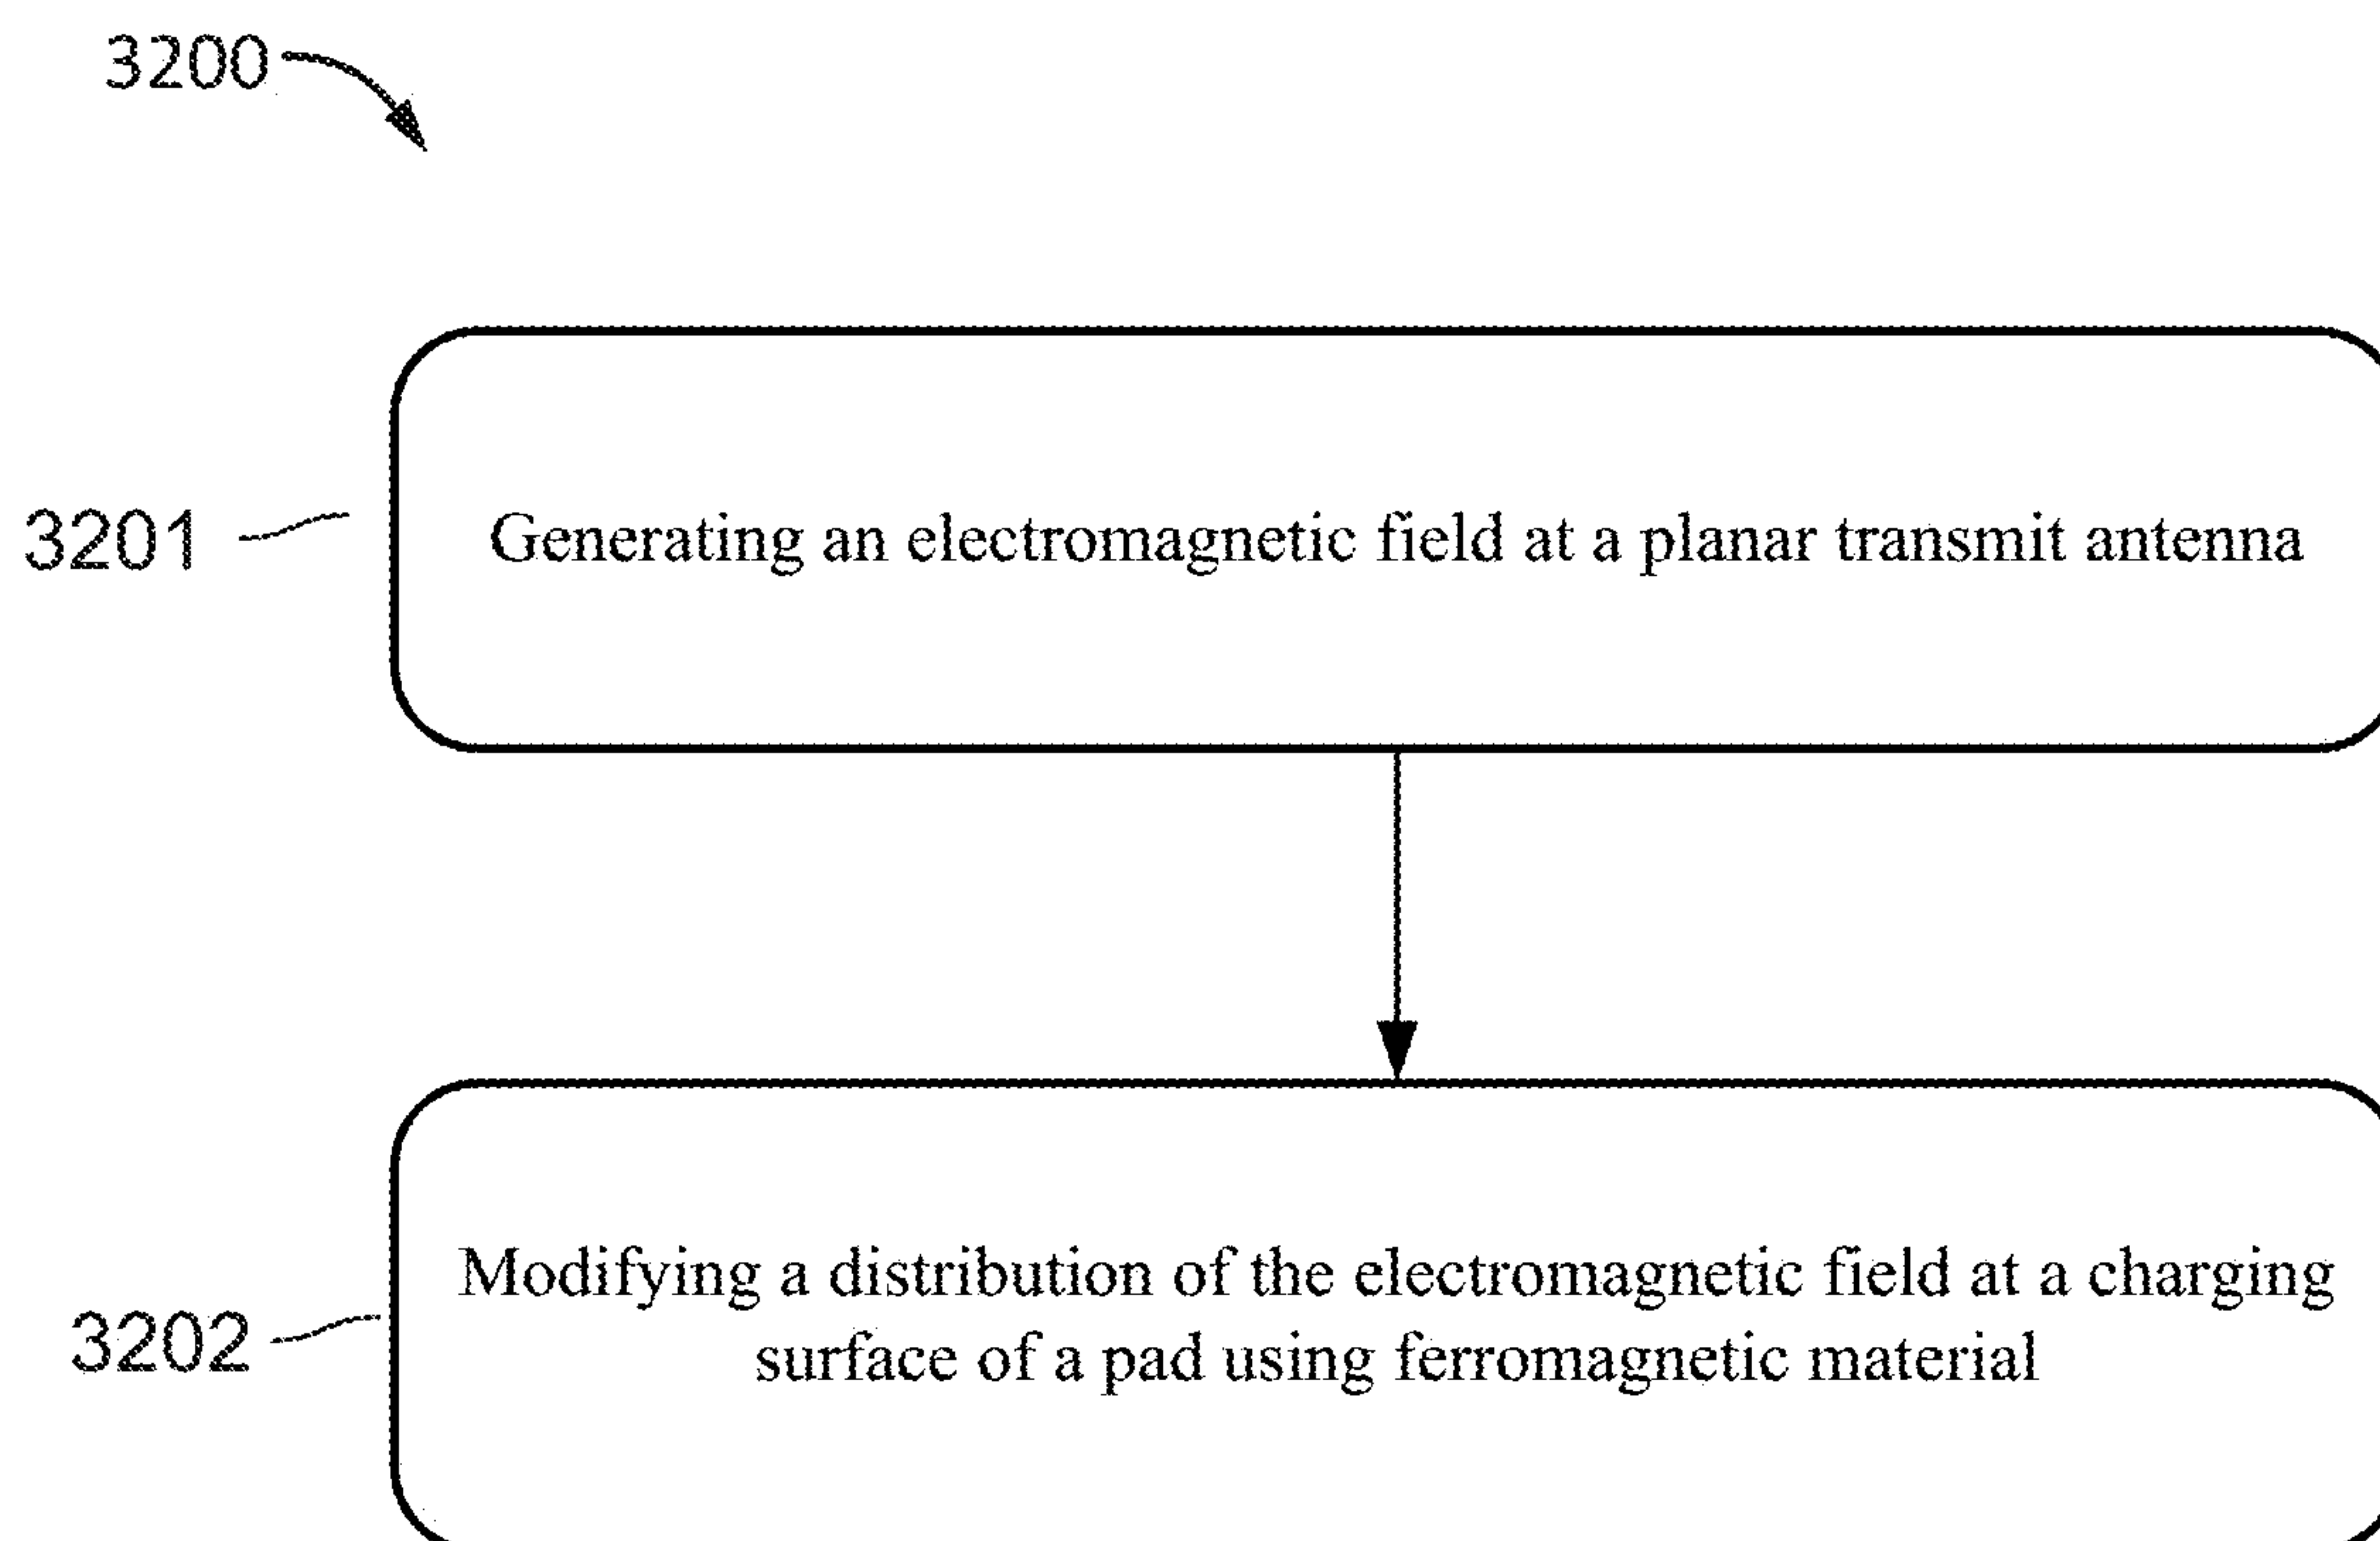 3200
3201
Generating an electromagnetic field at a planar transmit antenna
Modifying a distribution of the electromagnetic field at a charging
surface of a pad using ferromagnetic material
3202